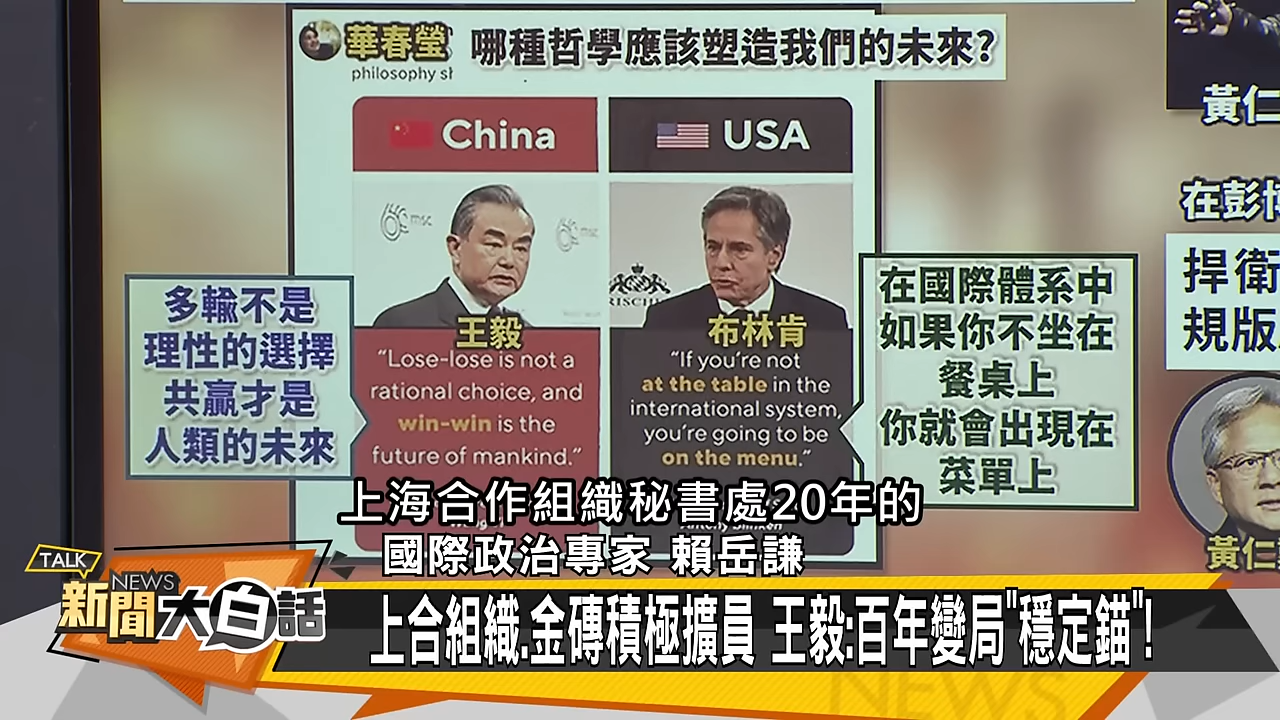 華春瑩
哪種哲學應該塑造我們的未來?
philosophy sh
China
USA
msc
msc
王毅
布林肯
多輸不是
理性的選擇
共贏才是
人類的未來
"Lose-lose is not a
rational choice, and
win-win is the
future of mankind."
"If you're not
at the table in the
international system,
you're going to be
on the menu."
在國際體系中
如果你不坐在
餐桌上
你就會出現在
菜單上
黃仁
在彭博
捍衛
規版
黃仁
上海合作組織秘書處20年的
國際政治專家 賴岳謙
TALK
NEWS
新聞大白話
上合組織.金磚積極擴員 王毅:百年變局"穩定錨"!
NEWS